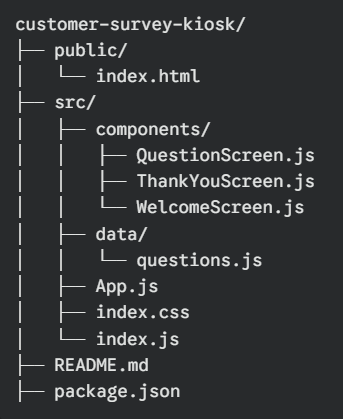 customer-survey-kiosk/
├── public/
│   └── index.html
├── src/
│   ├── components/
│   │   ├── QuestionScreen.js
│   │   ├── ThankYouScreen.js
│   │   └── WelcomeScreen.js
│   ├── data/
│   │   └── questions.js
│   ├── App.js
│   ├── index.css
│   └── index.js
├── README.md
├── package.json